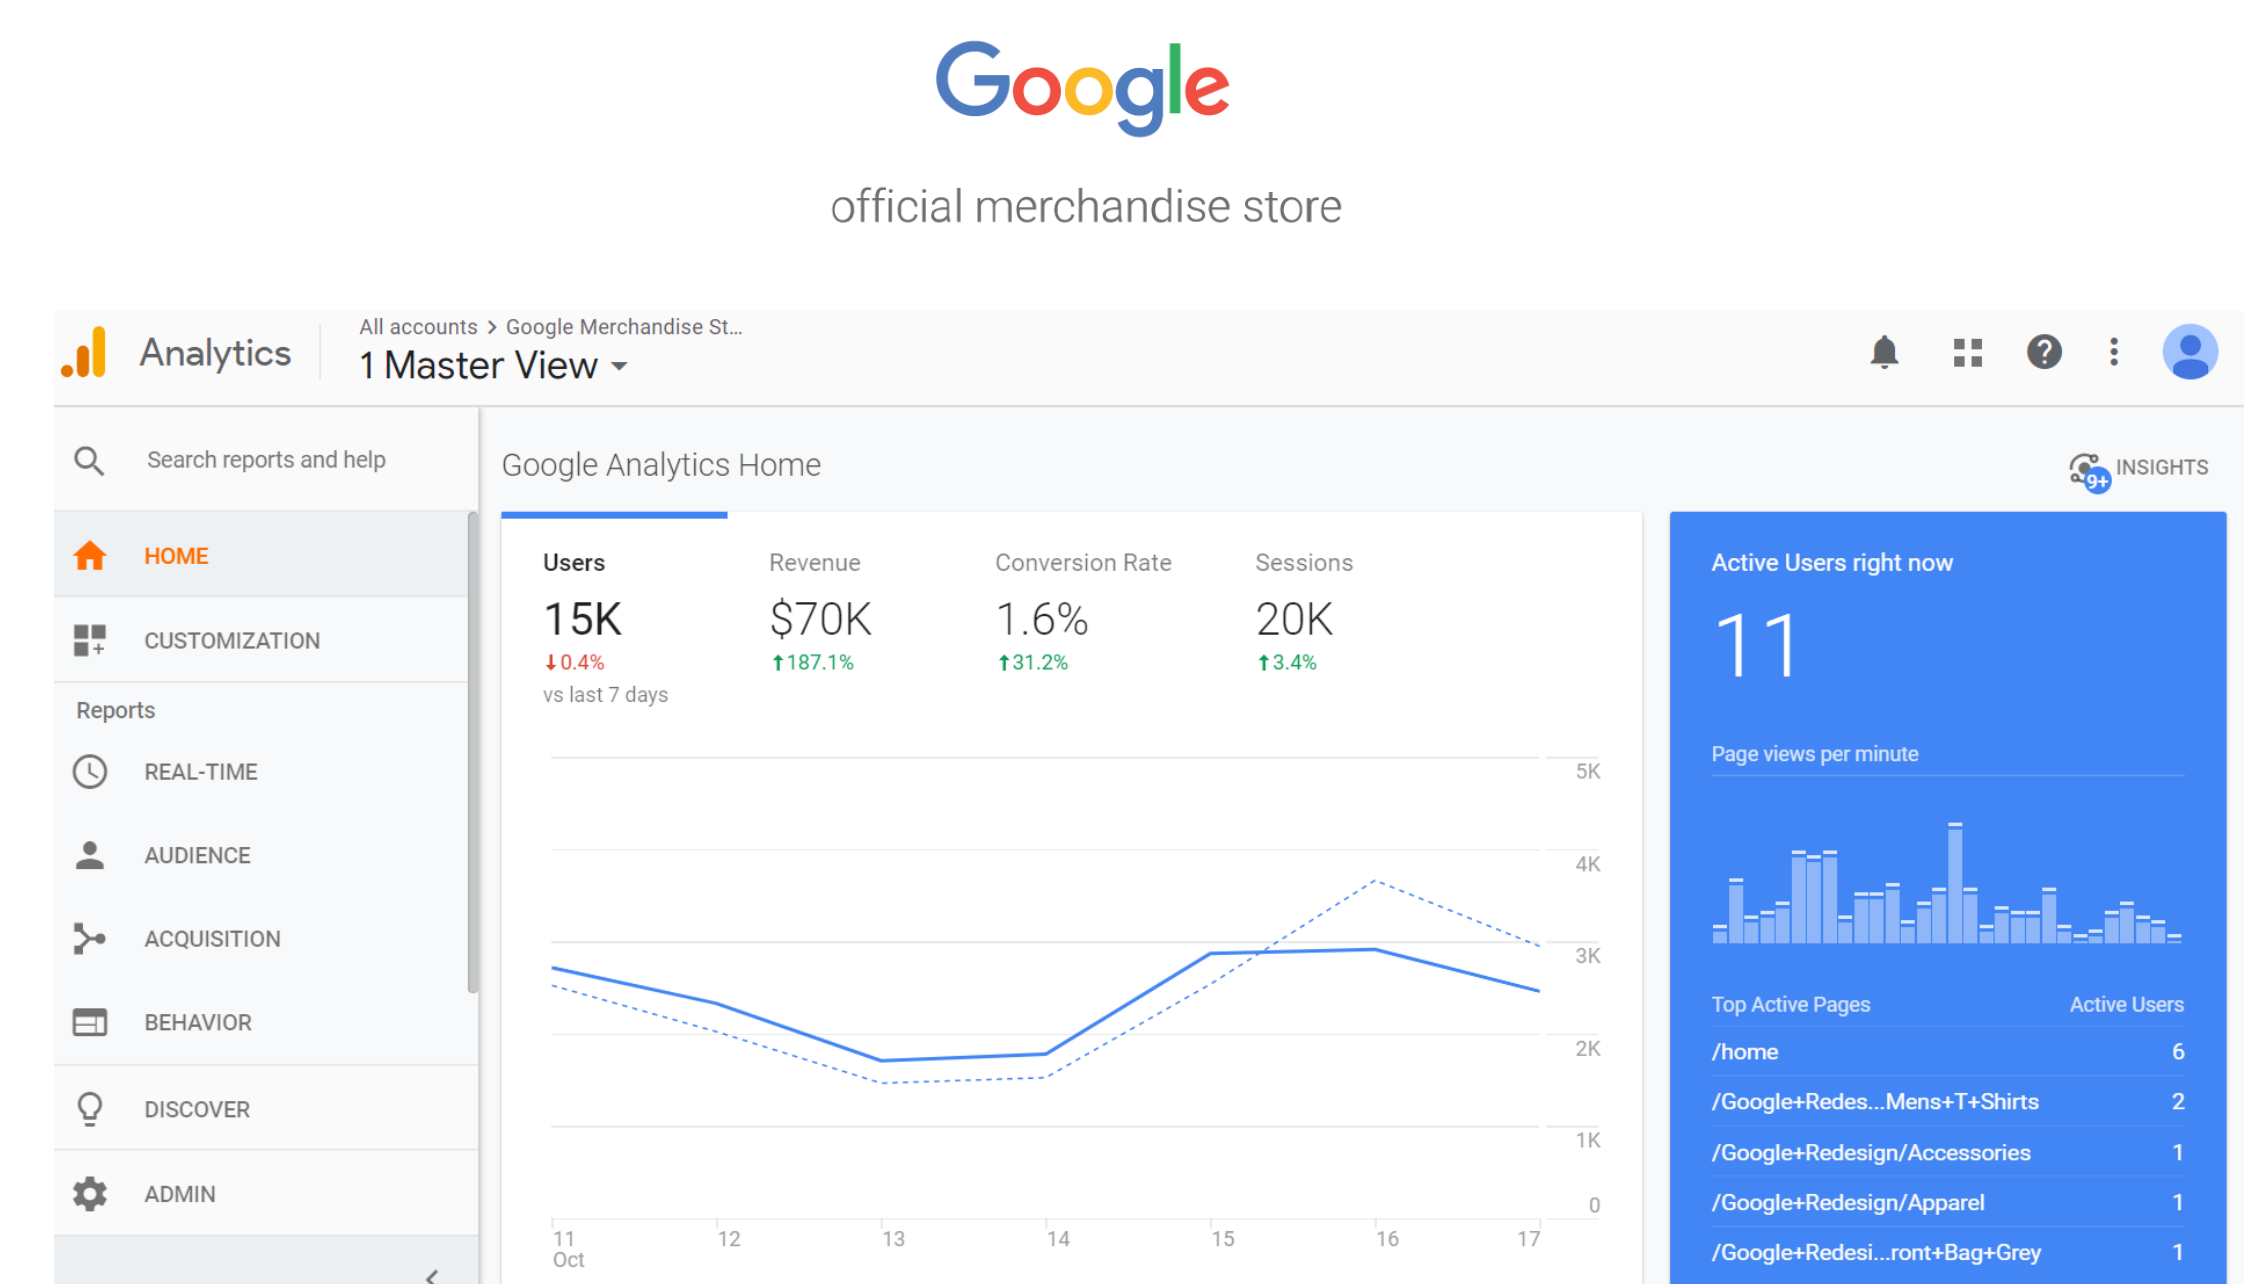 Google
official merchandise store
Analytics
All accounts > Google Merchandise St...
1 Master View
Search reports and help
HOME
CUSTOMIZATION
Reports
REAL-TIME
AUDIENCE
ACQUISITION
BEHAVIOR
DISCOVER
ADMIN
Google Analytics Home
9+ INSIGHTS
Users
15K
0.4%
vs last 7 days
Revenue
$70K
187.1%
Conversion Rate
1.6%
31.2%
Sessions
20K
3.4%
5K
4K
3K
2K
1K
0
11 12 13 14 15 16 17
Oct
Active Users right now
11
Page views per minute
Top Active Pages Active Users
/home 6
/Google+Redes...Mens+T+Shirts 2
/Google+Redesign/Accessories 1
/Google+Redesign/Apparel 1
/Google+Redesi...ront+Bag+Grey 1